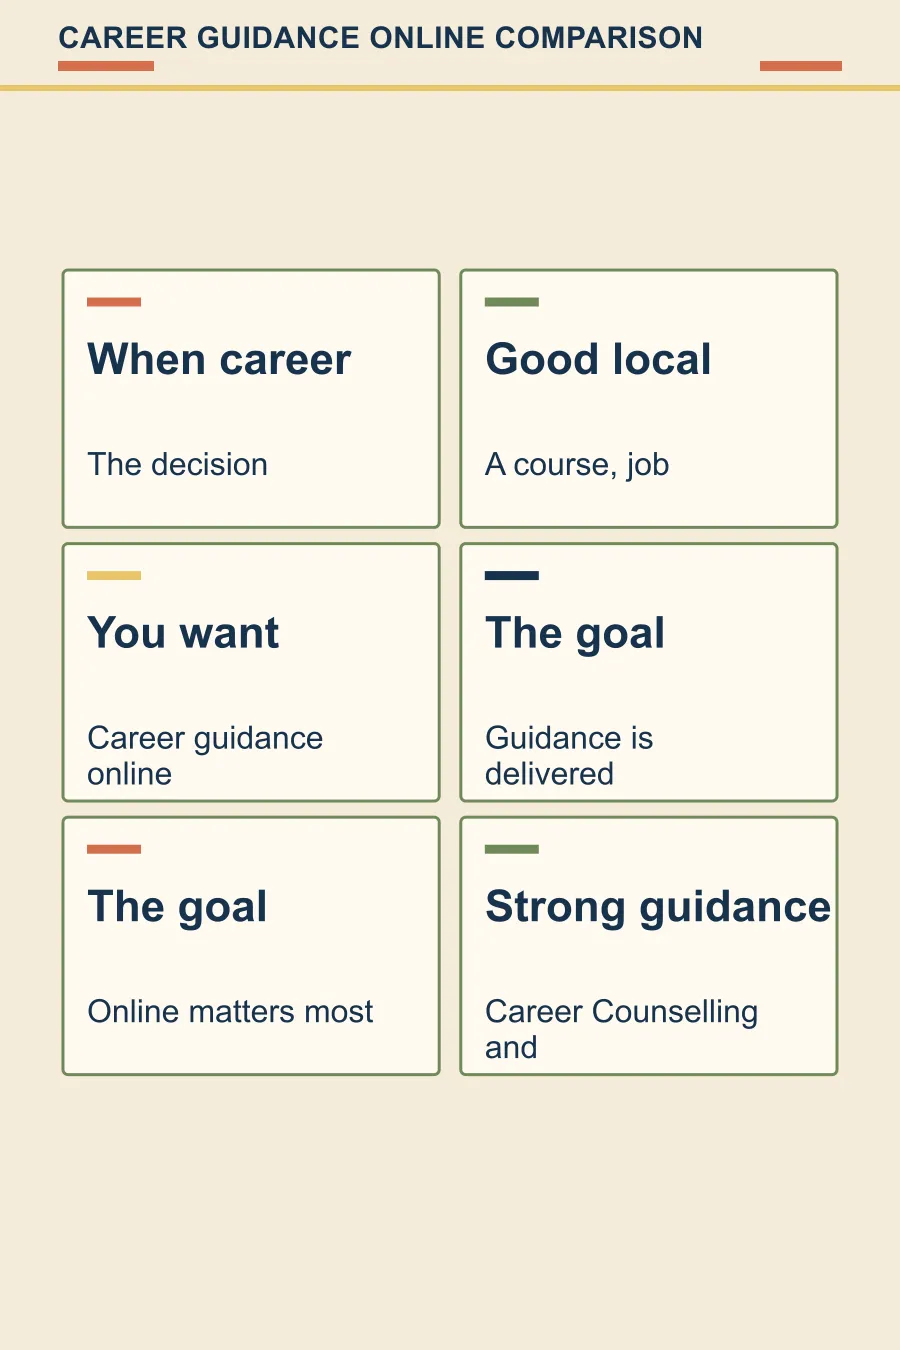 CAREER GUIDANCE ONLINE COMPARISON
When career
The decision
Good local
A course, job
You want
Career guidance
online
The goal
Guidance is
delivered
The goal
Online matters most
Strong guidance
Career Counselling
and